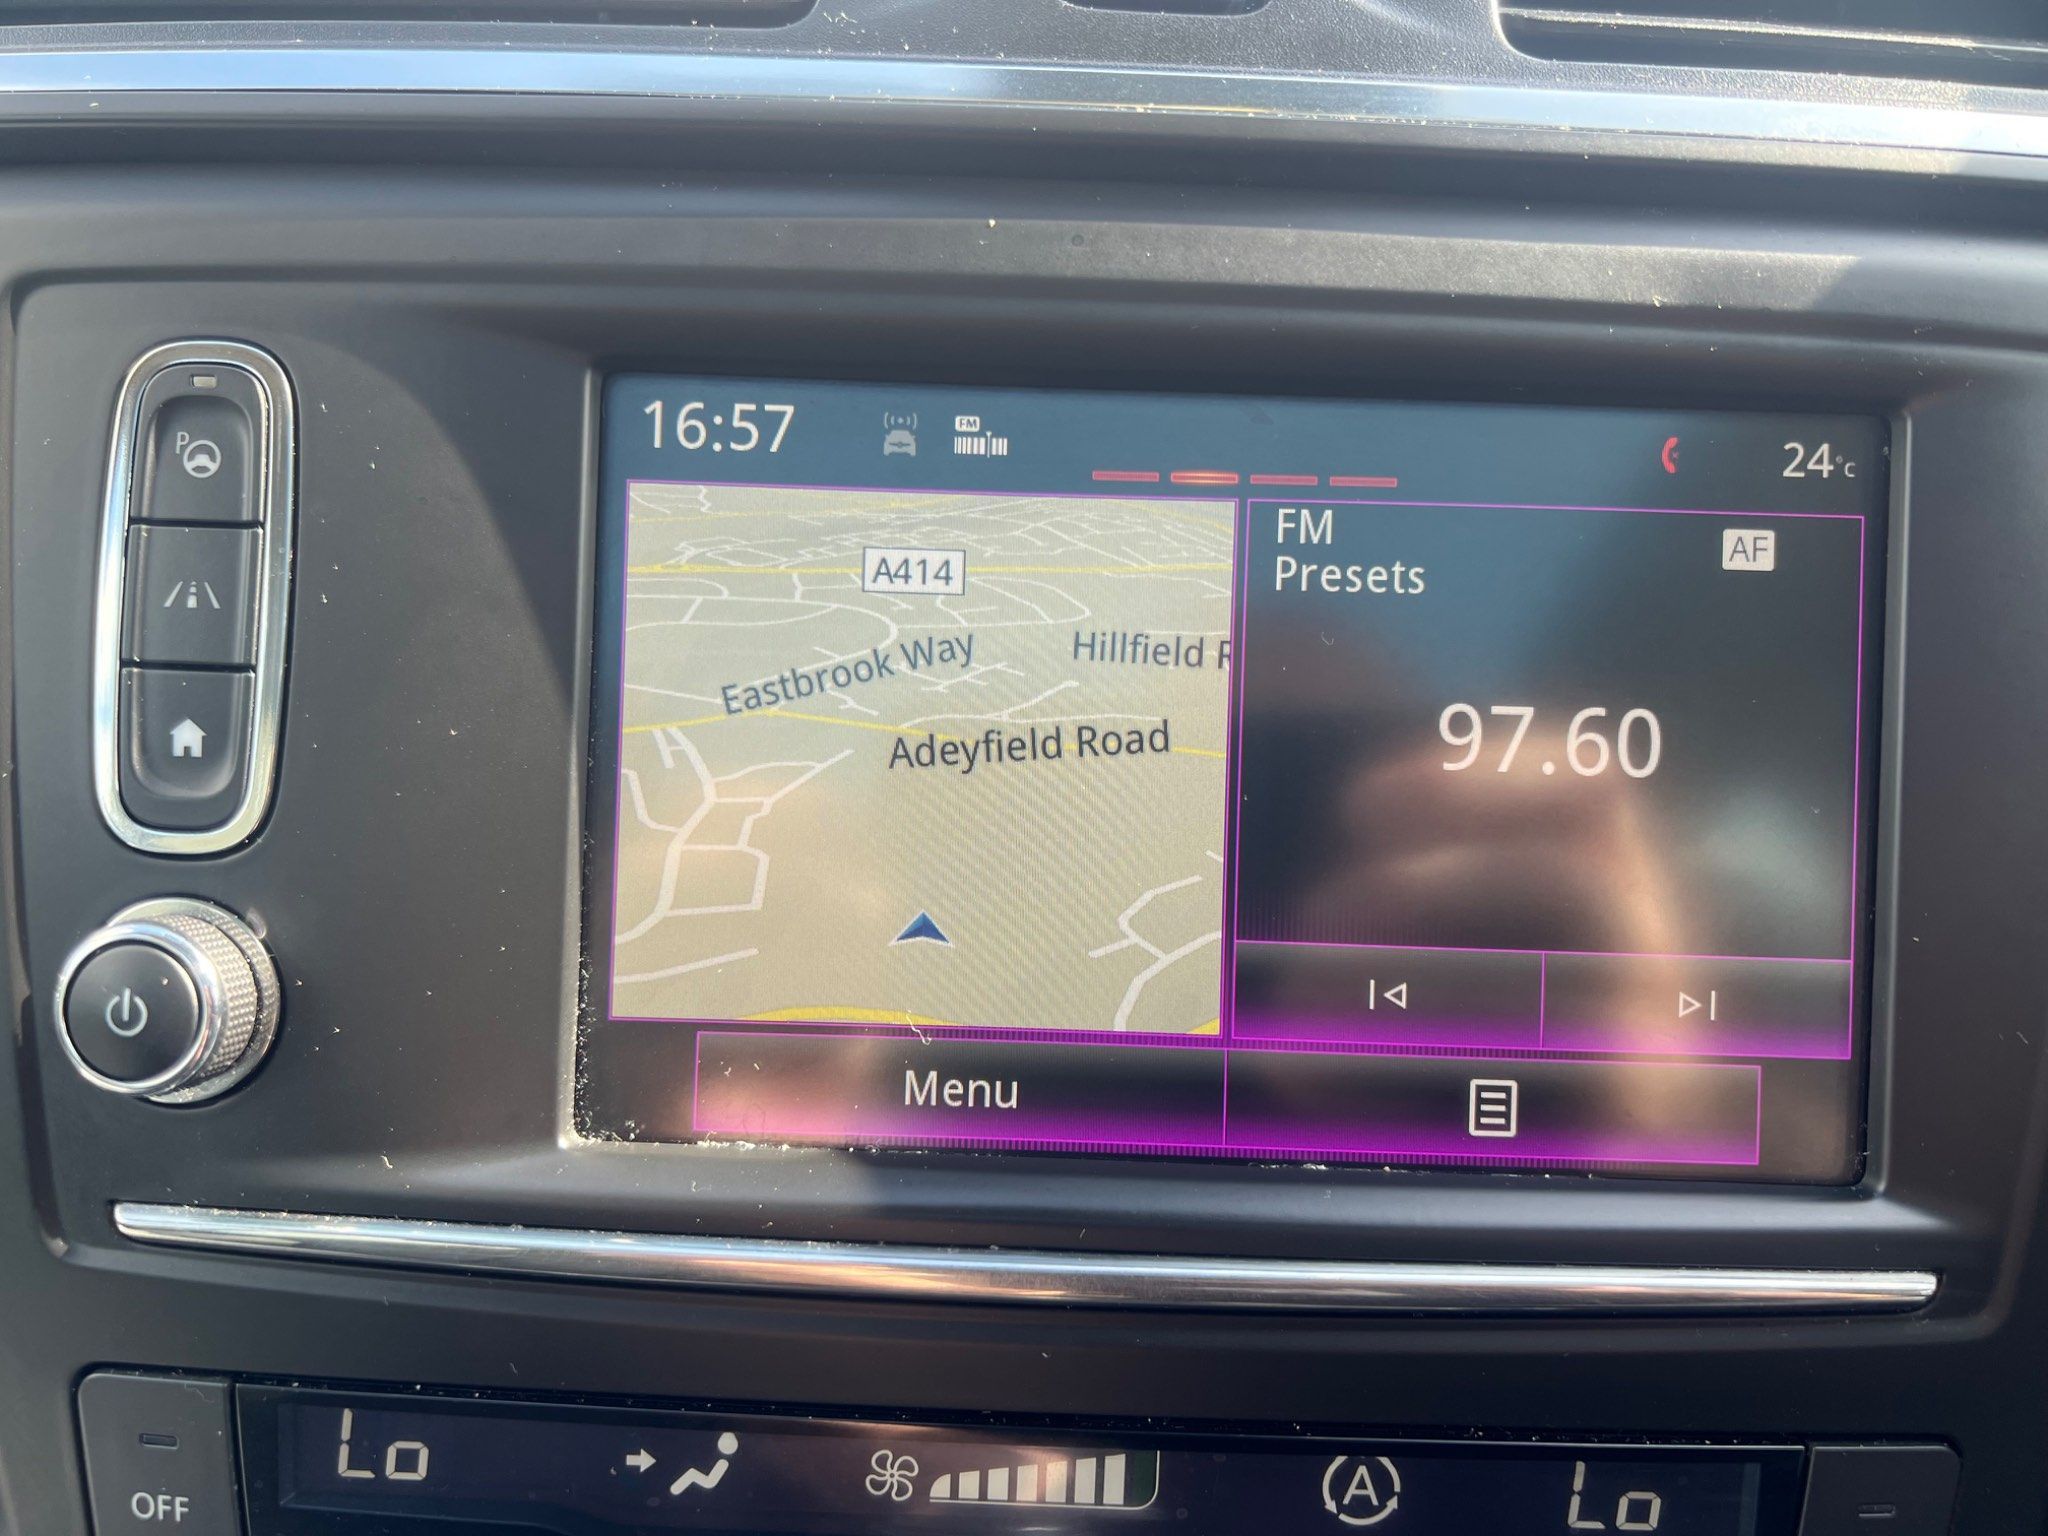 16:57
FM
24°C
P
A414
Eastbrook Way
Hillfield R
Adeyfield Road
FM
Presets
AF
97.60
Menu
Lo
A
Lo
OFF